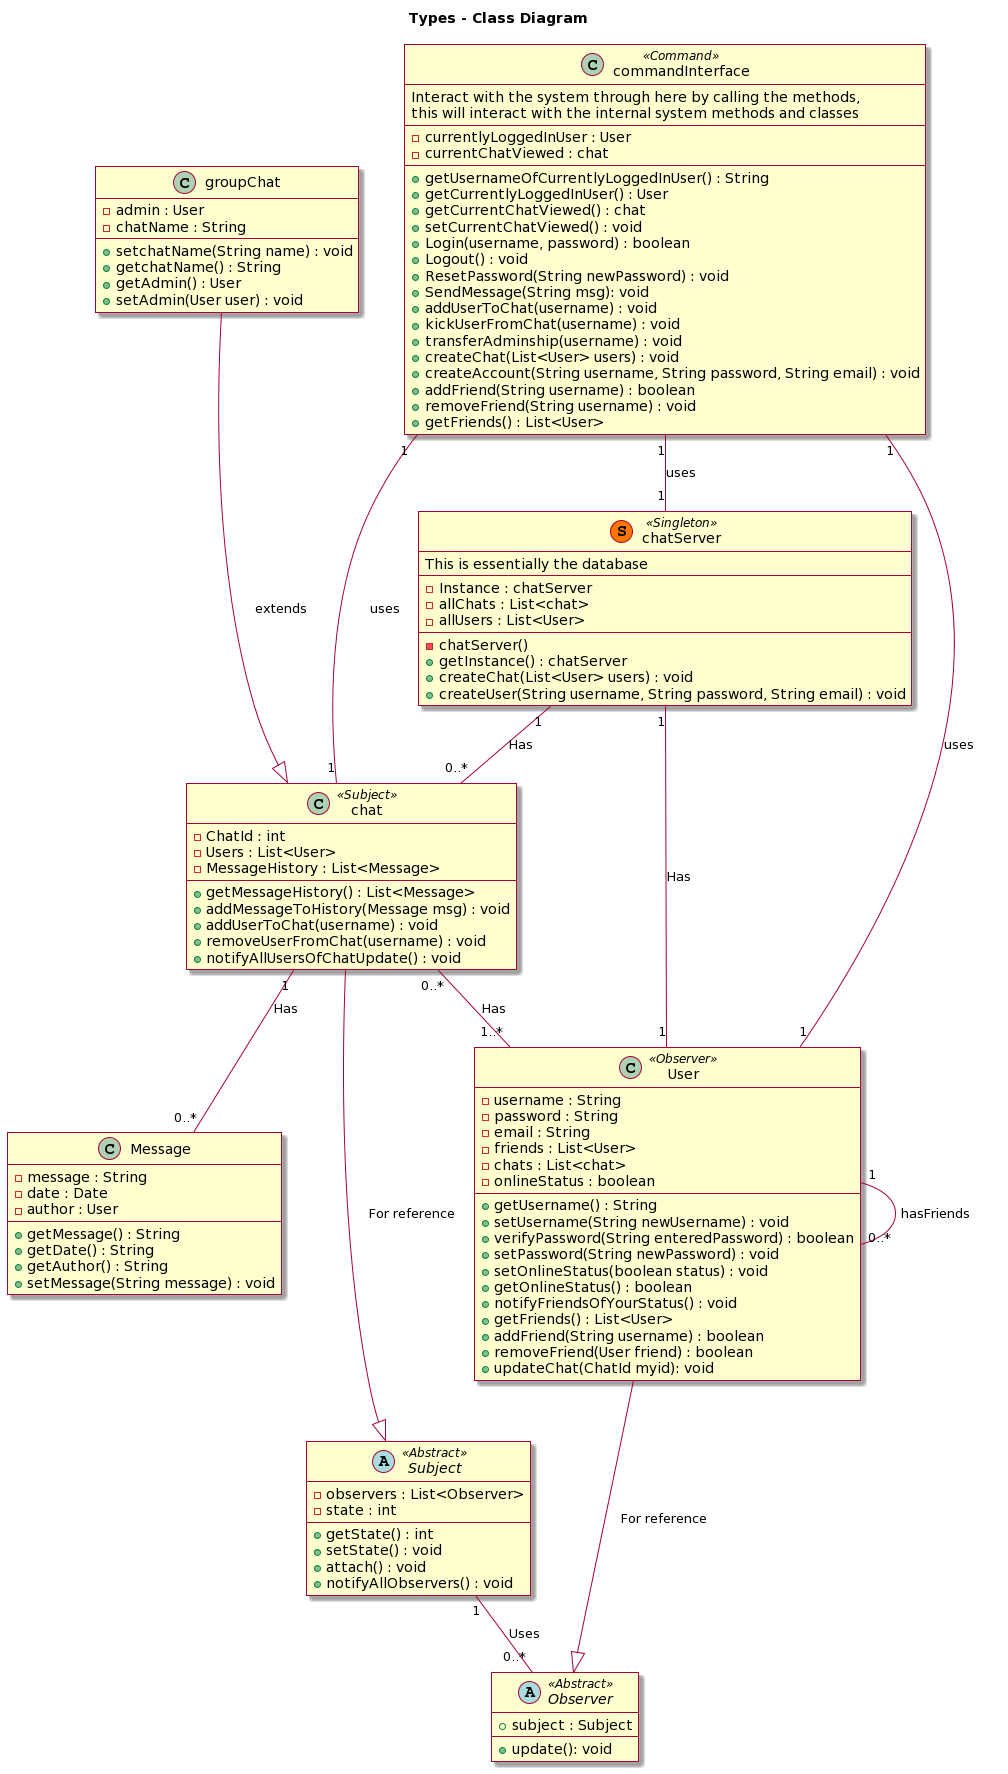 Types - Class Diagram
«Command»
C
commandInterface
Interact with the system through here by calling the methods,
this will interact with the internal system methods and classes
currentlyLoggedInUser : User
currentChatViewed : chat
getUsernameOfCurrentlyLoggedInUser() : String
getCurrentlyLoggedInUser() : User
getCurrentChatViewed() : chat
setCurrentChatViewed() : void
Login(username, password) : boolean
Logout() : void
ResetPassword(String newPassword) : void
SendMessage(String msg): void
addUserToChat(username) : void
kickUserFromChat(username) : void
transferAdminship(username) : void
createChat(List<User> users) : void
createAccount(String username, String password, String email) : void
addFriend(String username) : boolean
removeFriend(String username) : void
getFriends() : List<User>
C groupChat
admin : User
chatName : String
setchatName(String name) : void
getchatName() : String
getAdmin() : User
setAdmin(User user) : void
1
1
1
uses
1
extends
uses
uses
«Singleton»
S
chatServer
This is essentially the database
Instance : chatServer
allChats : List<chat>
allUsers : List<User>
chatServer()
getInstance() : chatServer
createChat(List<User> users) : void
createUser(String username, String password, String email) : void
1
1
Has
1
0..*
Has
«Subject»
C
chat
ChatId : int
Users : List<User>
MessageHistory : List<Message>
getMessageHistory() : List<Message>
addMessageToHistory(Message msg) : void
addUserToChat(username) : void
removeUserFromChat(username) : void
notifyAllUsersOfChatUpdate() : void
1
0..*
Has
Has
1..*
1
1
0..*
C Message
message : String
date : Date
author : User
getMessage() : String
getDate() : String
getAuthor() : String
setMessage(String message) : void
For reference
«Observer»
C
User
username : String
password : String
email : String
friends : List<User>
chats : List<chat>
onlineStatus : boolean
getUsername() : String
setUsername(String newUsername) : void
verifyPassword(String enteredPassword) : boolean
setPassword(String newPassword) : void
setOnlineStatus(boolean status) : void
getOnlineStatus() : boolean
notifyFriendsOfYourStatus() : void
getFriends() : List<User>
addFriend(String username) : boolean
removeFriend(User friend) : boolean
updateChat(ChatId myid): void
1
hasFriends
0..*
«Abstract»
A
Subject
observers : List<Observer>
state : int
getState() : int
setState() : void
attach() : void
notifyAllObservers() : void
For reference
1
Uses
0..*
«Abstract»
A
Observer
subject : Subject
update(): void